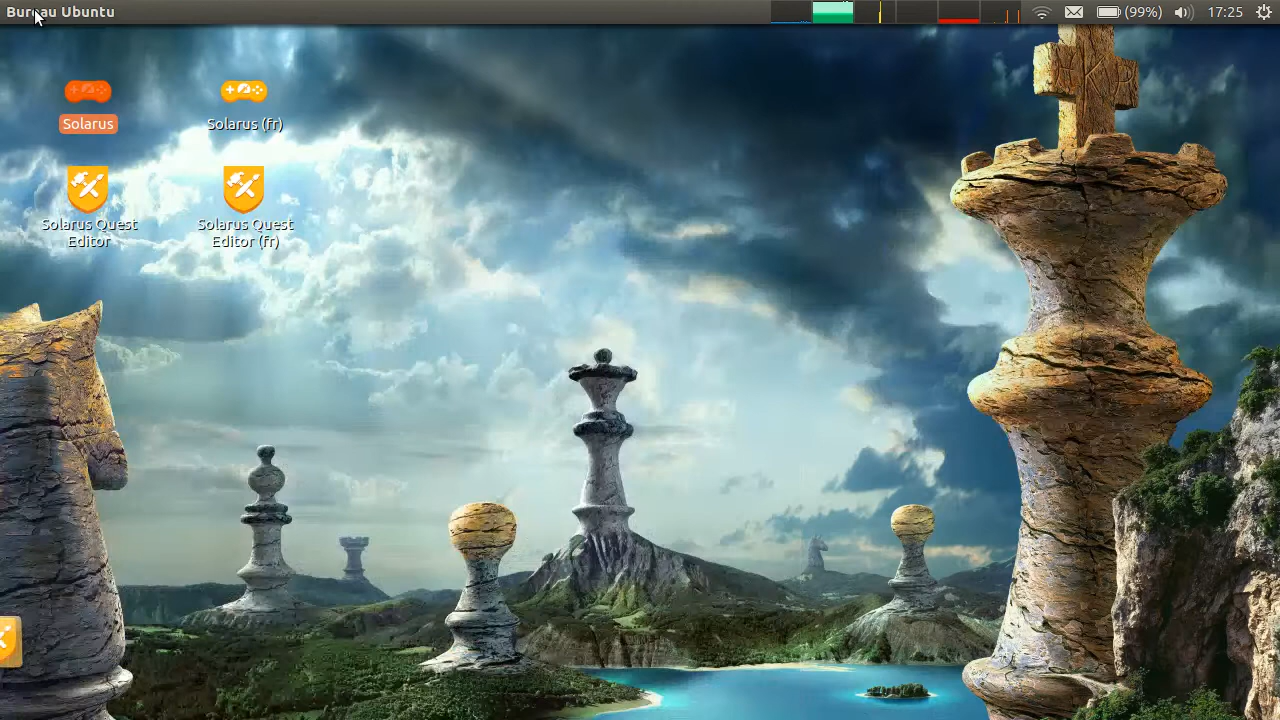 Bureau Ubuntu
(99%)
17:25
Solarus
Solarus (fr)
Solarus Quest
Editor
Solarus Quest
Editor (fr)